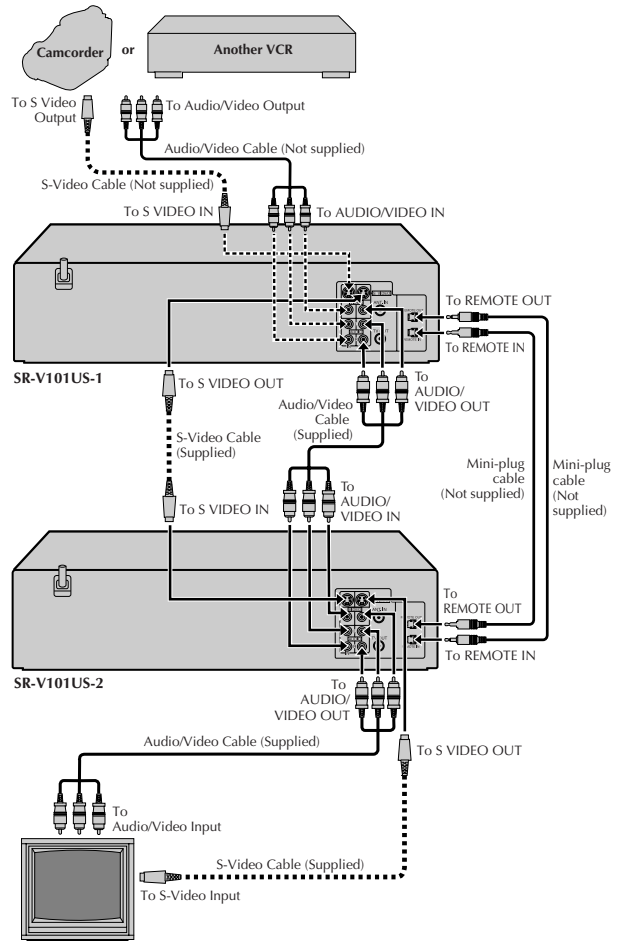 Camcorder
or
Another VCR
To S Video
Output
To Audio/Video Output
Audio/Video Cable (Not supplied)
S-Video Cable (Not supplied)
To S VIDEO IN
To AUDIO/VIDEO IN
ANT.IN
To REMOTE OUT
To REMOTE IN
SR-V101US-1
To S VIDEO OUT
To
AUDIO/
VIDEO OUT
Audio/Video
Cable
(Supplied)
S-Video Cable
(Supplied)
Mini-plug
cable
(Not supplied)
Mini-plug
cable
(Not
supplied)
To
AUDIO/
VIDEO IN
To S VIDEO IN
ANT.IN
To
REMOTE OUT
To REMOTE IN
SR-V101US-2
To
AUDIO/
VIDEO OUT
Audio/Video Cable (Supplied)
To S VIDEO OUT
To
Audio/Video Input
S-Video Cable (Supplied)
To S-Video Input